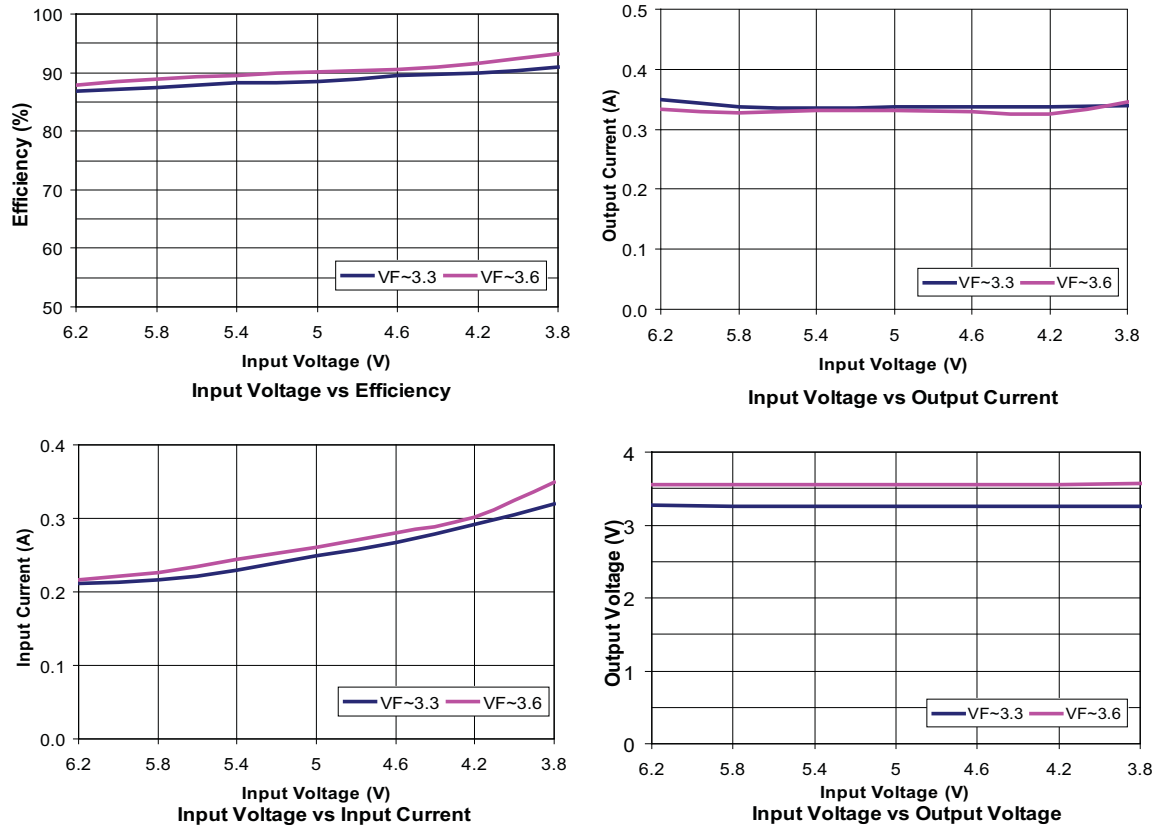 100
90
80
70
60
50
Efficiency (%)
VF~3.3 VF~3.6
6.2 5.8 5.4 5 4.6 4.2 3.8
Input Voltage (V)
Input Voltage vs Efficiency
0.5
0.4
0.3
0.2
0.1
0.0
Output Current (A)
VF~3.3 VF~3.6
6.2 5.8 5.4 5 4.6 4.2 3.8
Input Voltage (V)
Input Voltage vs Output Current
0.4
0.3
0.2
0.1
0.0
Input Current (A)
VF~3.3 VF~3.6
6.2 5.8 5.4 5 4.6 4.2 3.8
Input Voltage (V)
Input Voltage vs Input Current
4
3
2
1
0
Output Voltage (V)
VF~3.3 VF~3.6
6.2 5.8 5.4 5 4.6 4.2 3.8
Input Voltage (V)
Input Voltage vs Output Voltage